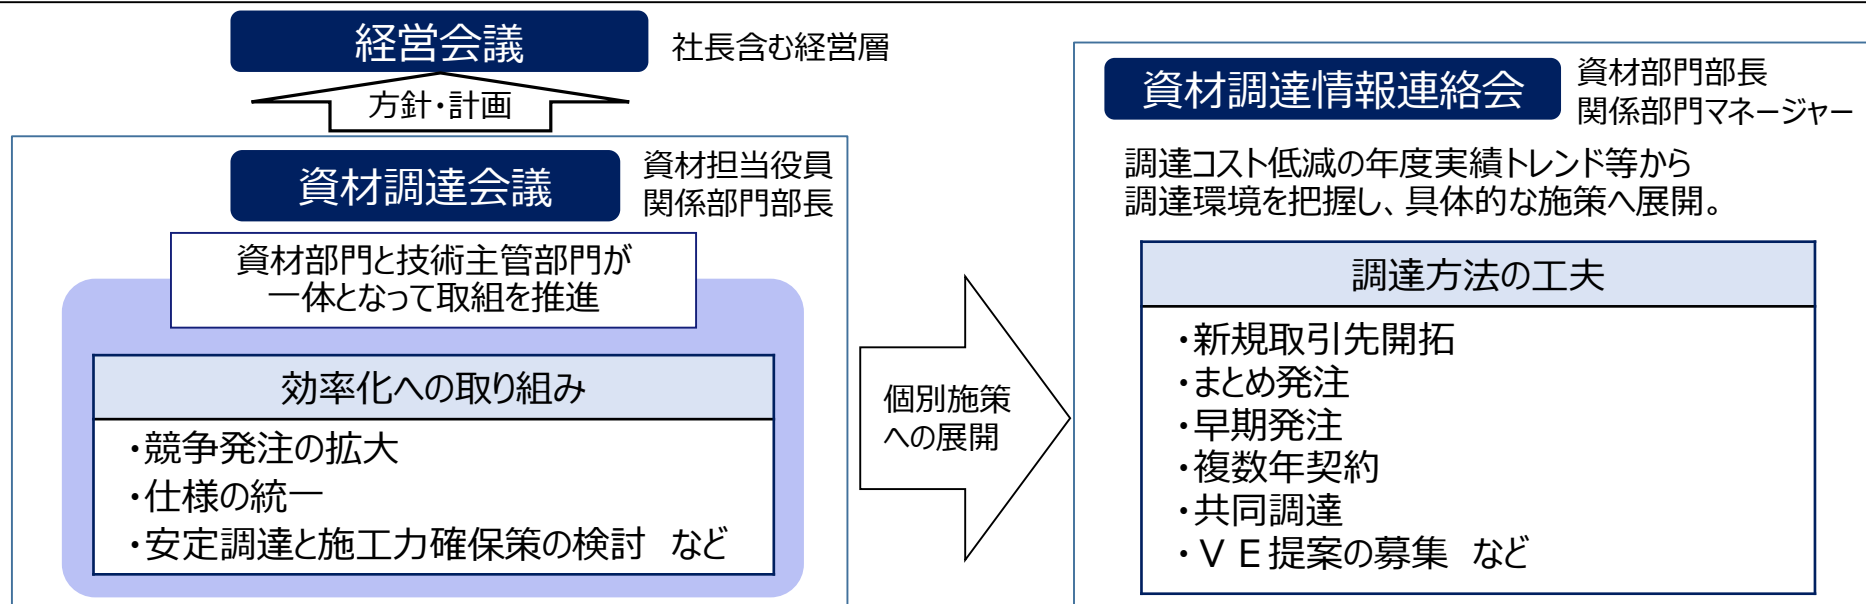 経営会議
社長含む経営層
方針・計画
資材調達会議
資材担当役員
関係部門部長
資材部門と技術主管部門が
一体となって取組を推進
効率化への取り組み
・競争発注の拡大
・仕様の統一
・安定調達と施工力確保策の検討　など
個別施策
への展開
資材調達情報連絡会
資材部門部長
関係部門マネージャー
調達コスト低減の年度実績トレンド等から
調達環境を把握し、具体的な施策へ展開。
調達方法の工夫
・新規取引先開拓
・まとめ発注
・早期発注
・複数年契約
・共同調達
・ＶＥ提案の募集　など